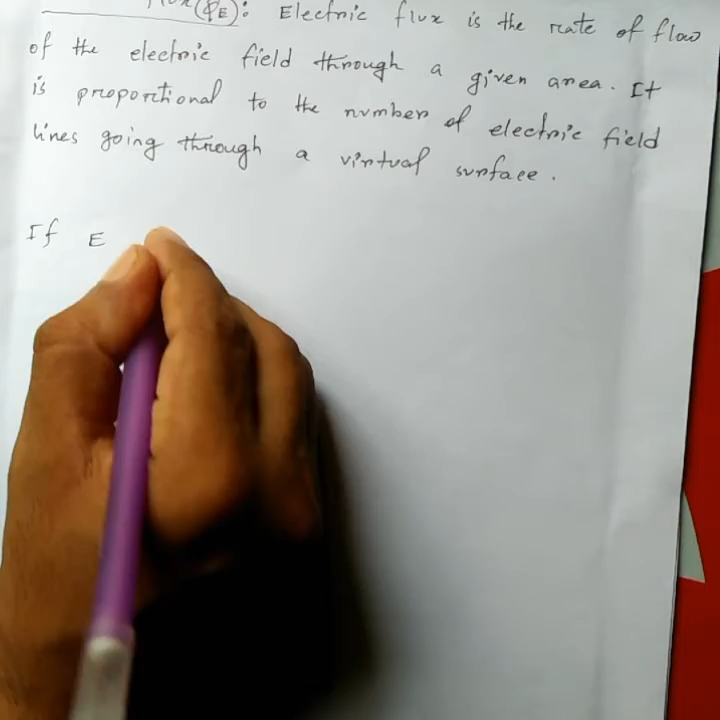 (ΦE): Electric flux is the rate of flow
of the electric field through a given area. It
is proportional to the number of electric field
lines going through a virtual surface.
If E